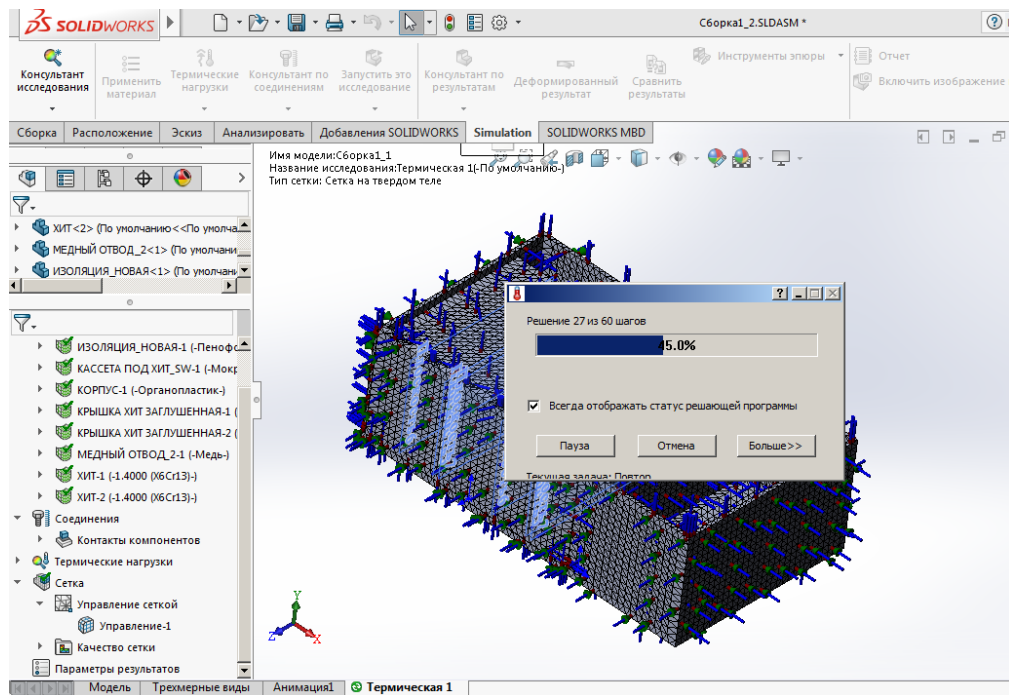 SOLIDWORKS
Сборка1_2.SLDASM *
Консультант исследования
Применить материал
Термические нагрузки
Консультант по соединениям
Запустить это исследование
Консультант по результатам
Деформированный результат
Сравнить результаты
Инструменты эпюры
Отчет
Включить изображение
Сборка
Расположение
Эскиз
Анализировать
Добавления SOLIDWORKS
Simulation
SOLIDWORKS MBD
Имя модели:Сборка1_1
Название исследования:Термическая 1(-По умолчанию-)
Тип сетки: Сетка на твердом теле
ХИТ<2> (По умолчанию<<По умолча
МЕДНЫЙ ОТВОД_2<1> (По умолчани
ИЗОЛЯЦИЯ_НОВАЯ<1> (По умолчани
ИЗОЛЯЦИЯ_НОВАЯ-1 (-Пенофо
КАССЕТА ПОД ХИТ_SW-1 (-Мокр
КОРПУС-1 (-Органопластик-)
КРЫШКА ХИТ ЗАГЛУШЕННАЯ-1 (
КРЫШКА ХИТ ЗАГЛУШЕННАЯ-2 (
МЕДНЫЙ ОТВОД_2-1 (-Медь-)
ХИТ-1 (-1.4000 (X6Cr13)-)
ХИТ-2 (-1.4000 (X6Cr13)-)
Соединения
Контакты компонентов
Термические нагрузки
Сетка
Управление сеткой
Управление-1
Качество сетки
Параметры результатов
Решение 27 из 60 шагов
45.0%
Всегда отображать статус решающей программы
Пауза
Отмена
Больше>>
Текущая задача: Повтор
Y
Z
X
Модель
Трехмерные виды
Анимация1
Термическая 1